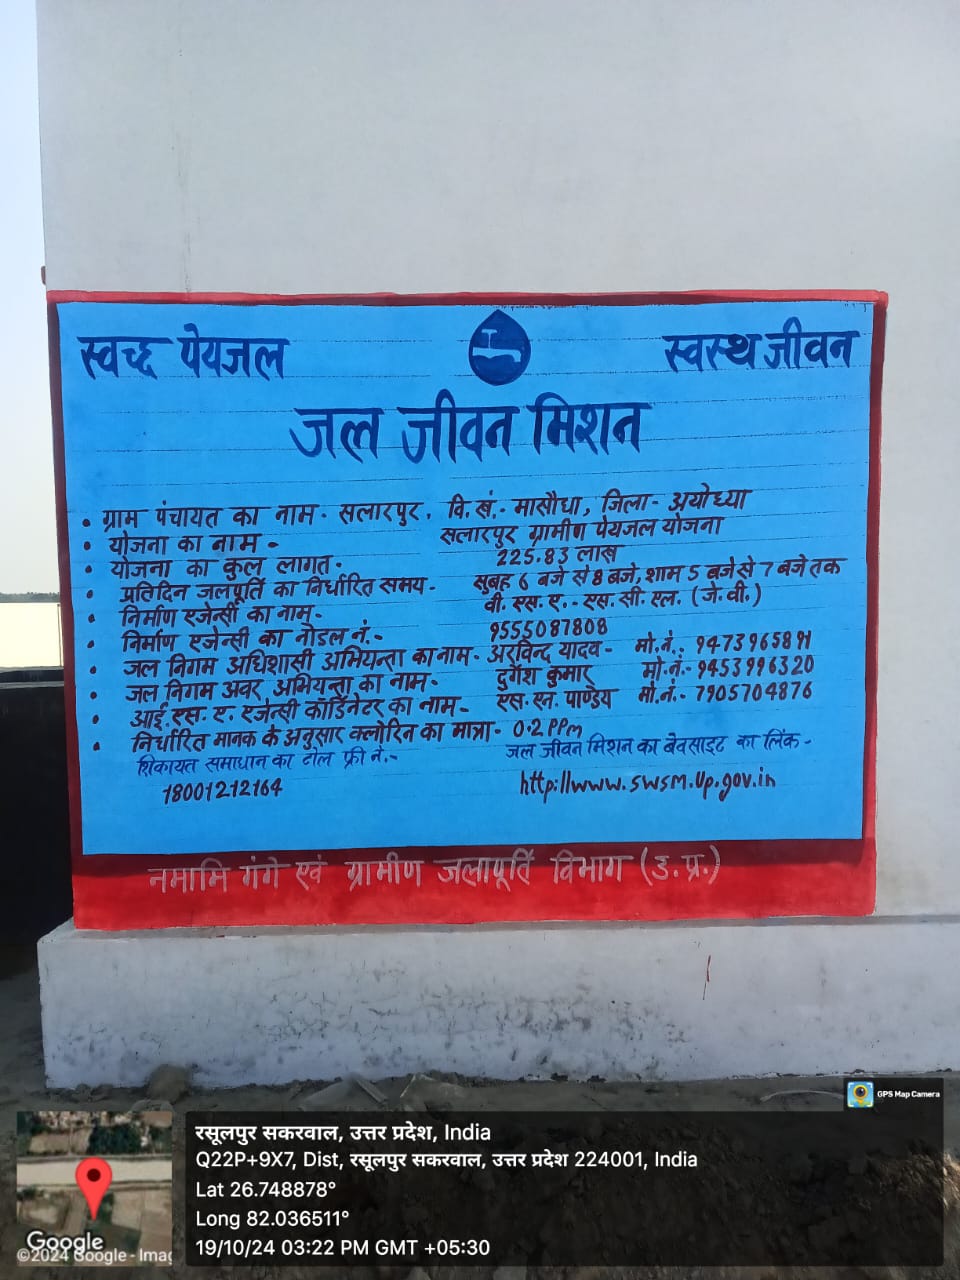 स्वच्छ पेयजल स्वस्थ जीवन
जल जीवन मिशन
• ग्राम पंचायत का नाम- सलारपुर, वि.खं.- मासौधा, जिला- अयोध्या
• योजना का नाम - सलारपुर ग्रामीण पेयजल योजना
• योजना का कुल लागत- 225.83 लाख
• प्रतिदिन जलपूर्ति का निर्धारित समय- सुबह 6 बजे से 8 बजे, शाम 5 बजे से 7 बजे तक
• निर्माण एजेन्सी का नाम- वी. एस. ए. - एस. सी. एल. (जे. वी.)
• निर्माण एजेन्सी का नोडल नं.- 9555087808
• जल निगम अधिशासी अभियन्ता का नाम- अरविन्द यादव- मो.नं.: 9473965891
• जल निगम अवर अभियन्ता का नाम- दुर्गेश कुमार मो.नं.- 9453996320
• आई. एस. ए. एजेन्सी कोर्डिनेटर का नाम- एस. एन. पाण्डेय मो.नं.- 7905704876
• निर्धारित मानक के अनुसार क्लोरिन का मात्रा- 0.2 PPm
शिकायत समाधान का टोल फ्री नं.- जल जीवन मिशन का बेवसाइट का लिंक-
18001212164 http://www.swsm.up.gov.in
नमामि गंगे एवं ग्रामीण जलापूर्ति विभाग (उ.प्र.)
GPS Map Camera
रसूलपुर सकरवाल, उत्तर प्रदेश, India
Q22P+9X7, Dist, रसूलपुर सकरवाल, उत्तर प्रदेश 224001, India
Lat 26.748878°
Long 82.036511°
19/10/24 03:22 PM GMT +05:30
Google
©2024 Google - Imag